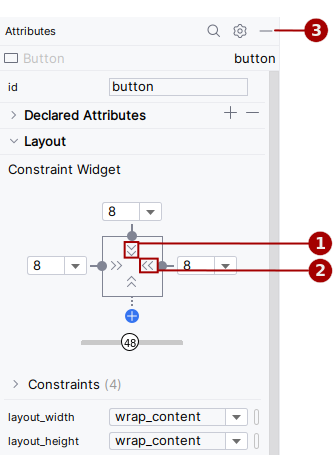 Attributes
3
Button button
id button
Declared Attributes
Layout
Constraint Widget
8
1
8 8
2
48
Constraints (4)
layout_width wrap_content
layout_height wrap_content